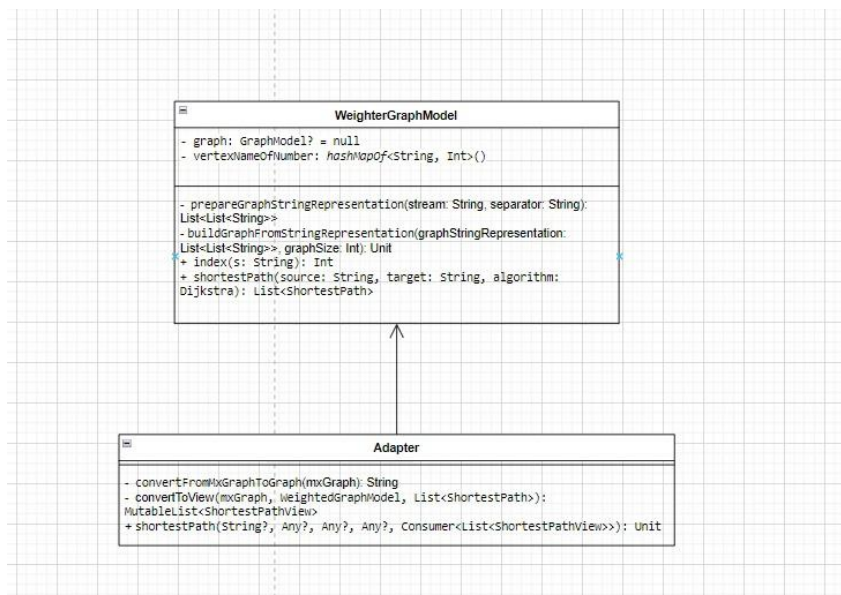 WeighterGraphModel
- graph: GraphModel? = null
- vertexNameOfNumber: hashMapOf<String, Int>()
- prepareGraphStringRepresentation(stream: String, separator: String):
List<List<String>>
- buildGraphFromStringRepresentation(graphStringRepresentation:
List<List<String>>, graphSize: Int): Unit
+ index(s: String): Int
+ shortestPath(source: String, target: String, algorithm:
Dijkstra): List<ShortestPath>
Adapter
- convertFromMxGraphToGraph(mxGraph): String
- convertToView(mxGraph, WeightedGraphModel, List<ShortestPath>):
MutableList<ShortestPathView>
+ shortestPath(String?, Any?, Any?, Any?, Consumer<List<ShortestPathView>>): Unit